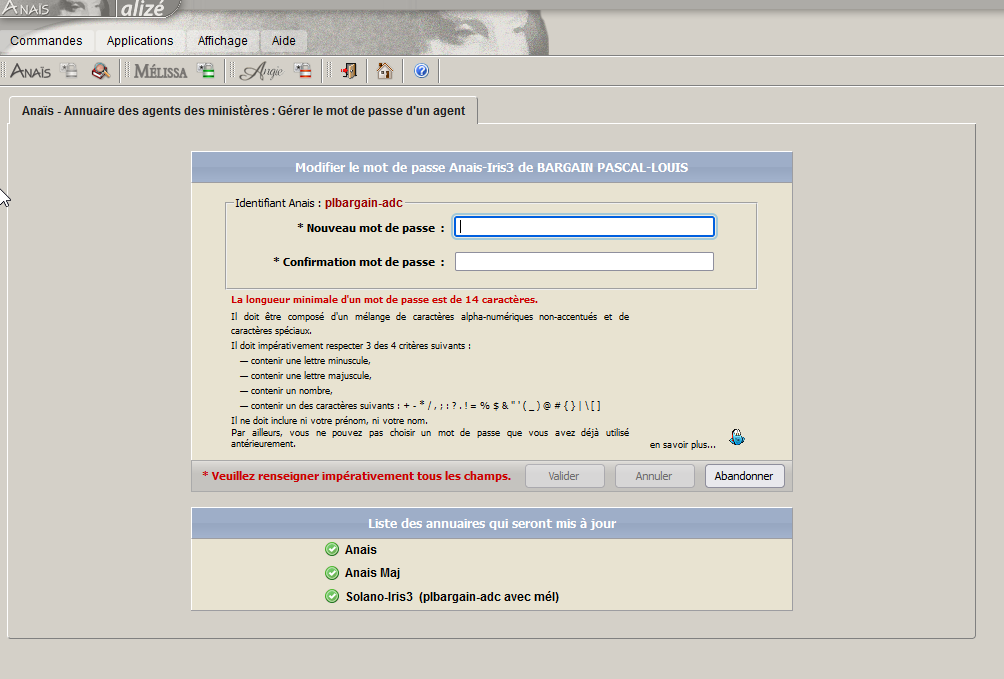 ANAÏS alizé
Commandes Applications Affichage Aide
ANAÏS MÉLISSA Angie
Anaïs - Annuaire des agents des ministères : Gérer le mot de passe d'un agent
Modifier le mot de passe Anais-Iris3 de BARGAIN PASCAL-LOUIS
Identifiant Anais : plbargain-adc
* Nouveau mot de passe :
* Confirmation mot de passe :
La longueur minimale d'un mot de passe est de 14 caractères.
Il doit être composé d'un mélange de caractères alpha-numériques non-accentués et de
caractères spéciaux.
Il doit impérativement respecter 3 des 4 critères suivants :
— contenir une lettre minuscule,
— contenir une lettre majuscule,
— contenir un nombre,
— contenir un des caractères suivants : + - * / , ; : ? . ! = % $ & " ' ( _ ) @ # { } | \ [ ]
Il ne doit inclure ni votre prénom, ni votre nom.
Par ailleurs, vous ne pouvez pas choisir un mot de passe que vous avez déjà utilisé
antérieurement.
en savoir plus...
* Veuillez renseigner impérativement tous les champs. Valider Annuler Abandonner
Liste des annuaires qui seront mis à jour
Anais
Anais Maj
Solano-Iris3 (plbargain-adc avec mél)